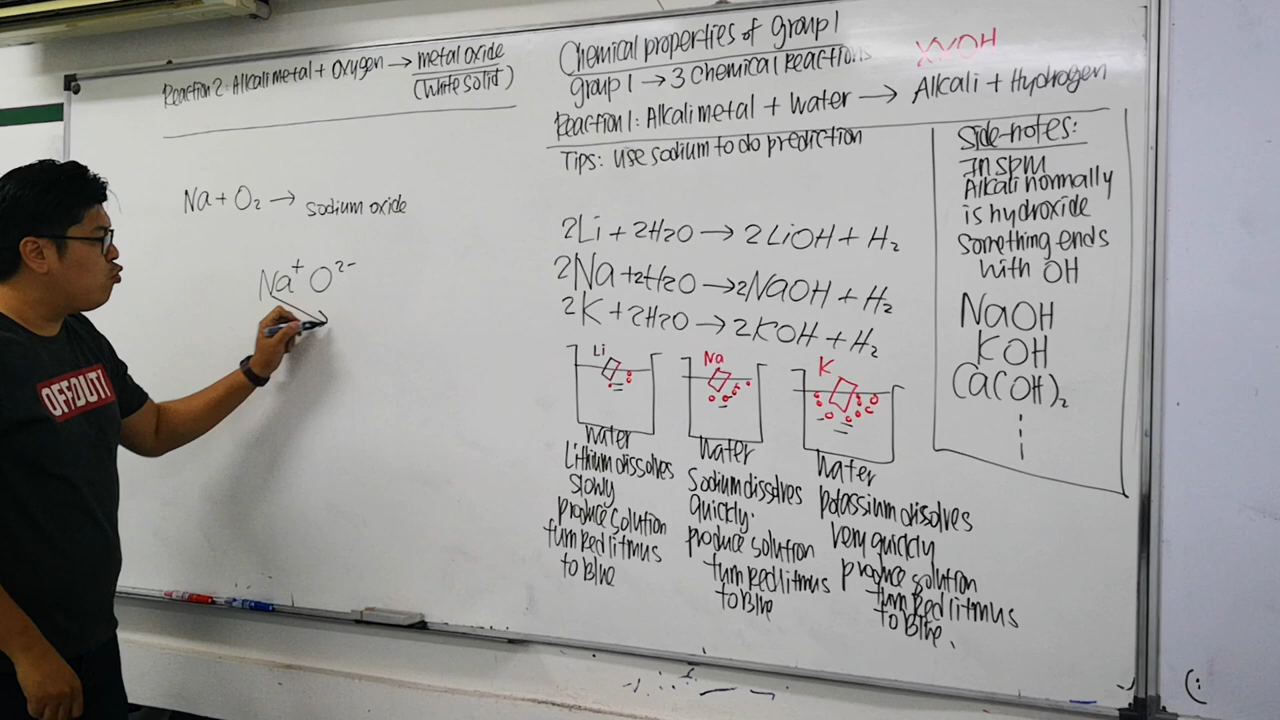 Reaction 2: Alkali metal + Oxygen → metal oxide
(white solid)
Na + O₂ → sodium oxide
Na⁺ O²⁻
OFFDUTY
Chemical properties of Group 1
group 1 → 3 Chemical Reactions
XXOH
Reaction 1: Alkali metal + Water → Alkali + Hydrogen
Tips: use sodium to do prediction
2Li + 2H2O → 2LiOH + H₂
2Na + 2H2O → 2NaOH + H₂
2K + 2H2O → 2KOH + H₂
Li
water
Lithium dissolves
slowly
produce solution
turn Red litmus
to Blue
Na
water
Sodium dissolves
Quickly.
produce solution
turn Red litmus
to Blue
K
water
potassium disolves
very quickly
produce solution
turn Red litmus
to Blue.
Side-notes:
In spm
Alkali normally
is hydroxide
something ends
with OH
NaOH
KOH
Ca(OH)₂